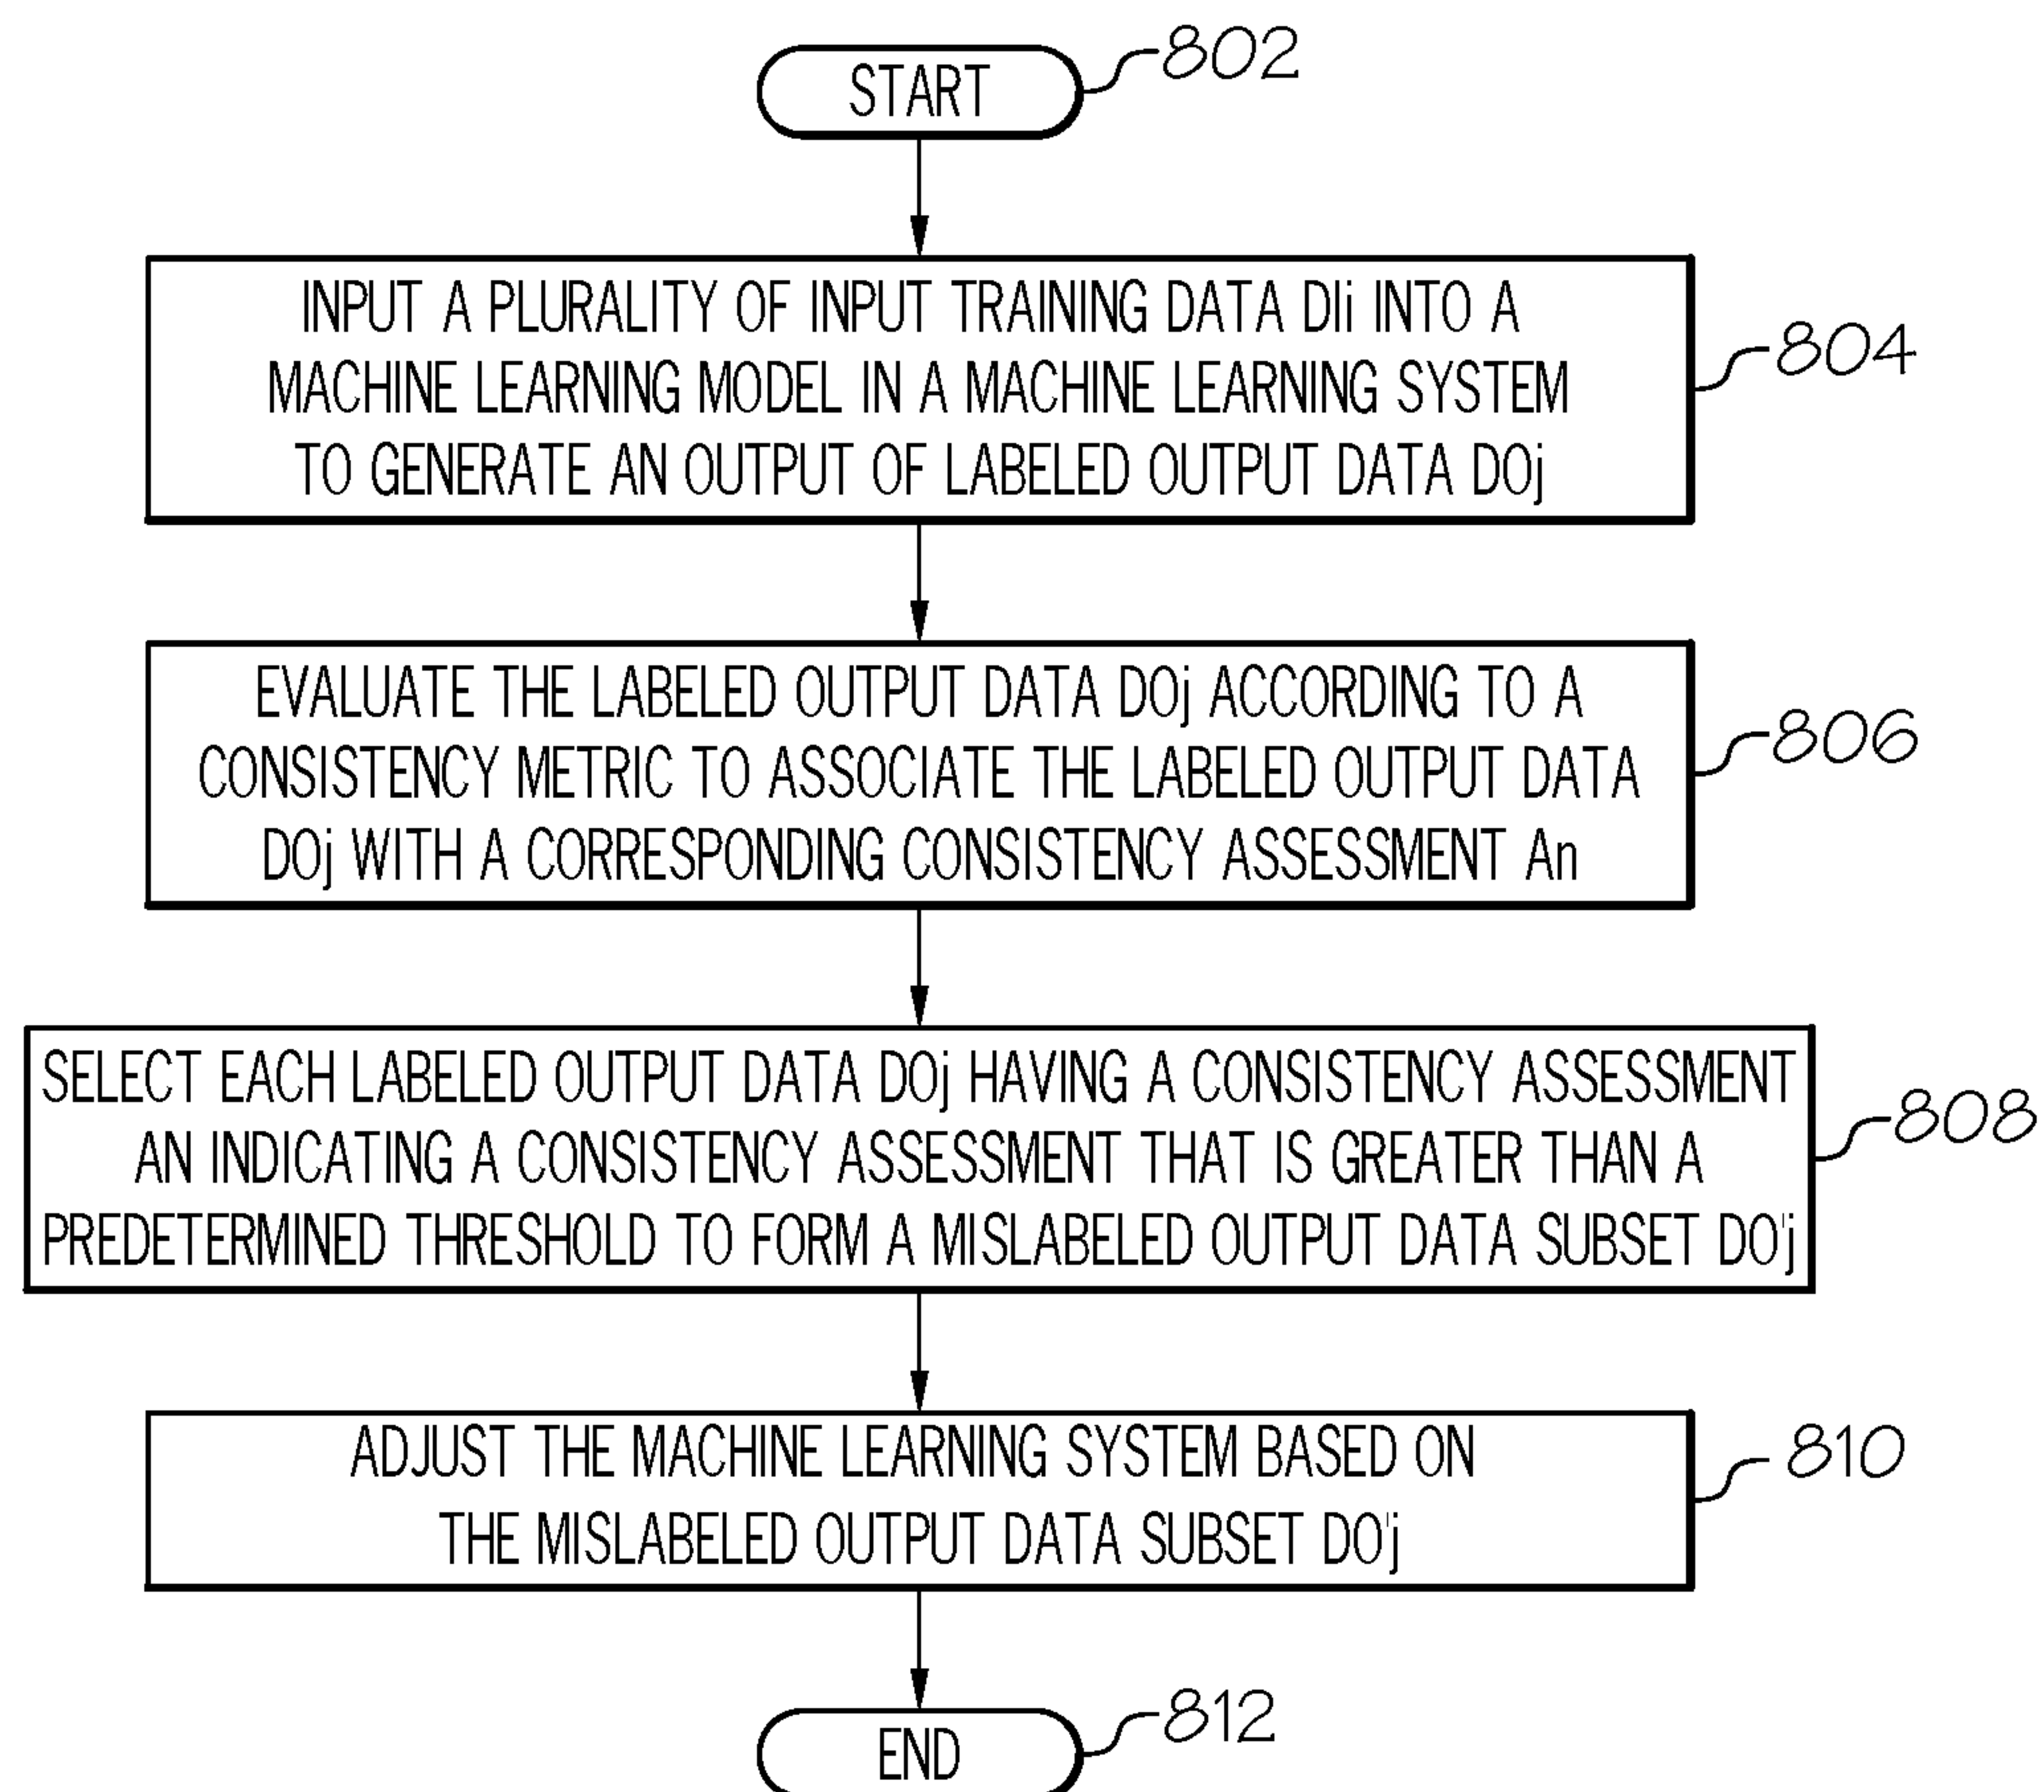 START
802
INPUT A PLURALITY OF INPUT TRAINING DATA DIi INTO A
MACHINE LEARNING MODEL IN A MACHINE LEARNING SYSTEM
TO GENERATE AN OUTPUT OF LABELED OUTPUT DATA DOj
804
EVALUATE THE LABELED OUTPUT DATA DOj ACCORDING TO A
CONSISTENCY METRIC TO ASSOCIATE THE LABELED OUTPUT DATA
DOj WITH A CORRESPONDING CONSISTENCY ASSESSMENT An
806
SELECT EACH LABELED OUTPUT DATA DOj HAVING A CONSISTENCY ASSESSMENT
AN INDICATING A CONSISTENCY ASSESSMENT THAT IS GREATER THAN A
PREDETERMINED THRESHOLD TO FORM A MISLABELED OUTPUT DATA SUBSET DO'j
808
ADJUST THE MACHINE LEARNING SYSTEM BASED ON
THE MISLABELED OUTPUT DATA SUBSET DO'j
810
END
812